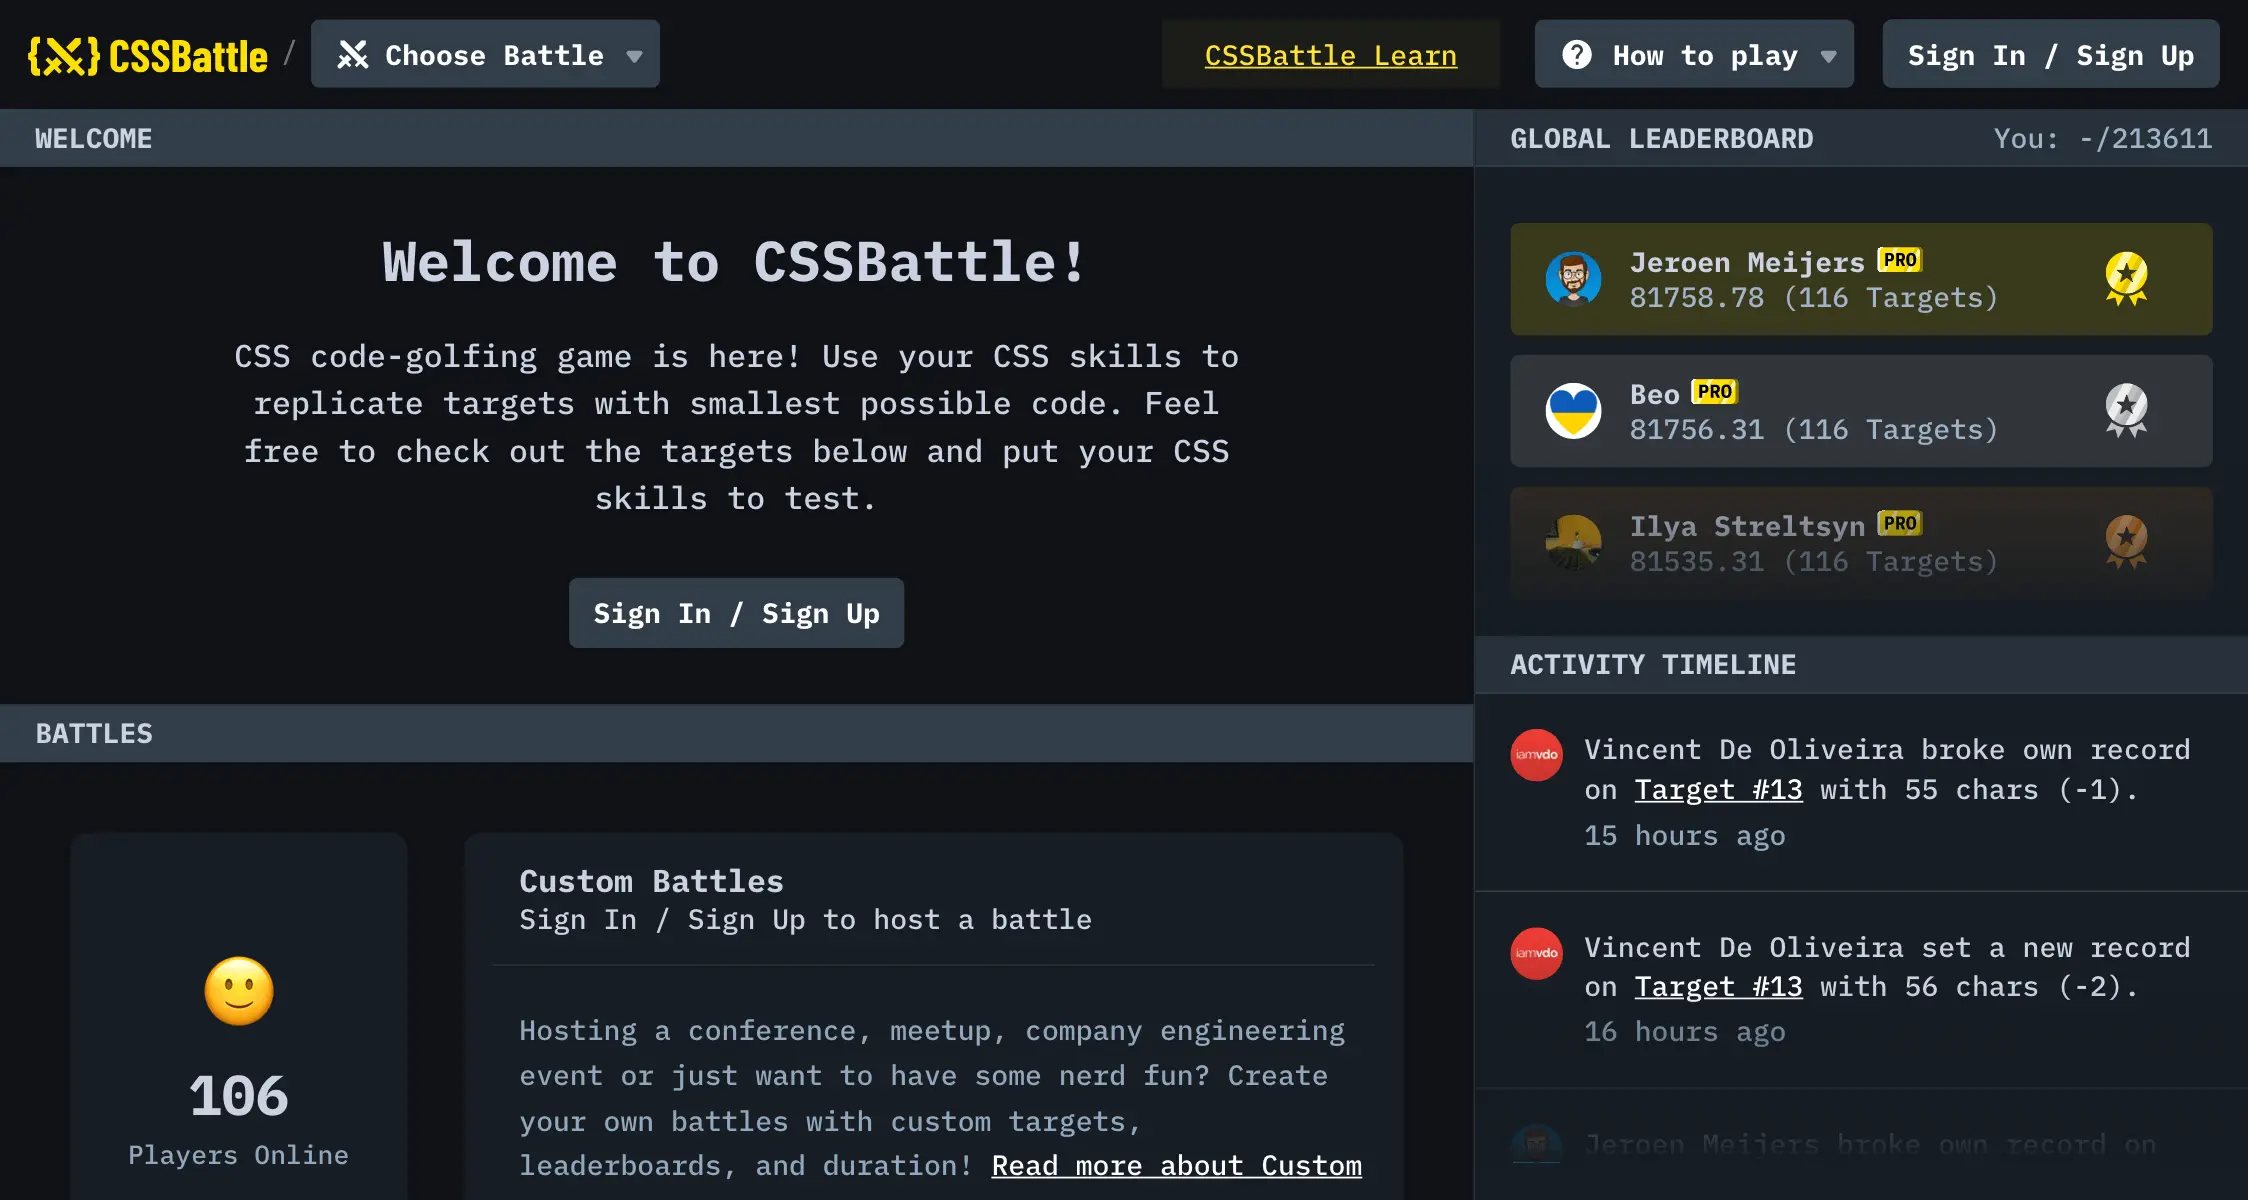 {X} CSSBattle / Choose Battle
CSSBattle Learn
How to play
Sign In / Sign Up
WELCOME
Welcome to CSSBattle!
CSS code-golfing game is here! Use your CSS skills to
replicate targets with smallest possible code. Feel
free to check out the targets below and put your CSS
skills to test.
Sign In / Sign Up
BATTLES
106
Players Online
Custom Battles
Sign In / Sign Up to host a battle
Hosting a conference, meetup, company engineering
event or just want to have some nerd fun? Create
your own battles with custom targets,
leaderboards, and duration! Read more about Custom
GLOBAL LEADERBOARD You: -/213611
Jeroen Meijers PRO
81758.78 (116 Targets)
Beo PRO
81756.31 (116 Targets)
Ilya Streltsyn PRO
81535.31 (116 Targets)
ACTIVITY TIMELINE
iamvdo
Vincent De Oliveira broke own record
on Target #13 with 55 chars (-1).
15 hours ago
iamvdo
Vincent De Oliveira set a new record
on Target #13 with 56 chars (-2).
16 hours ago
Jeroen Meijers broke own record on